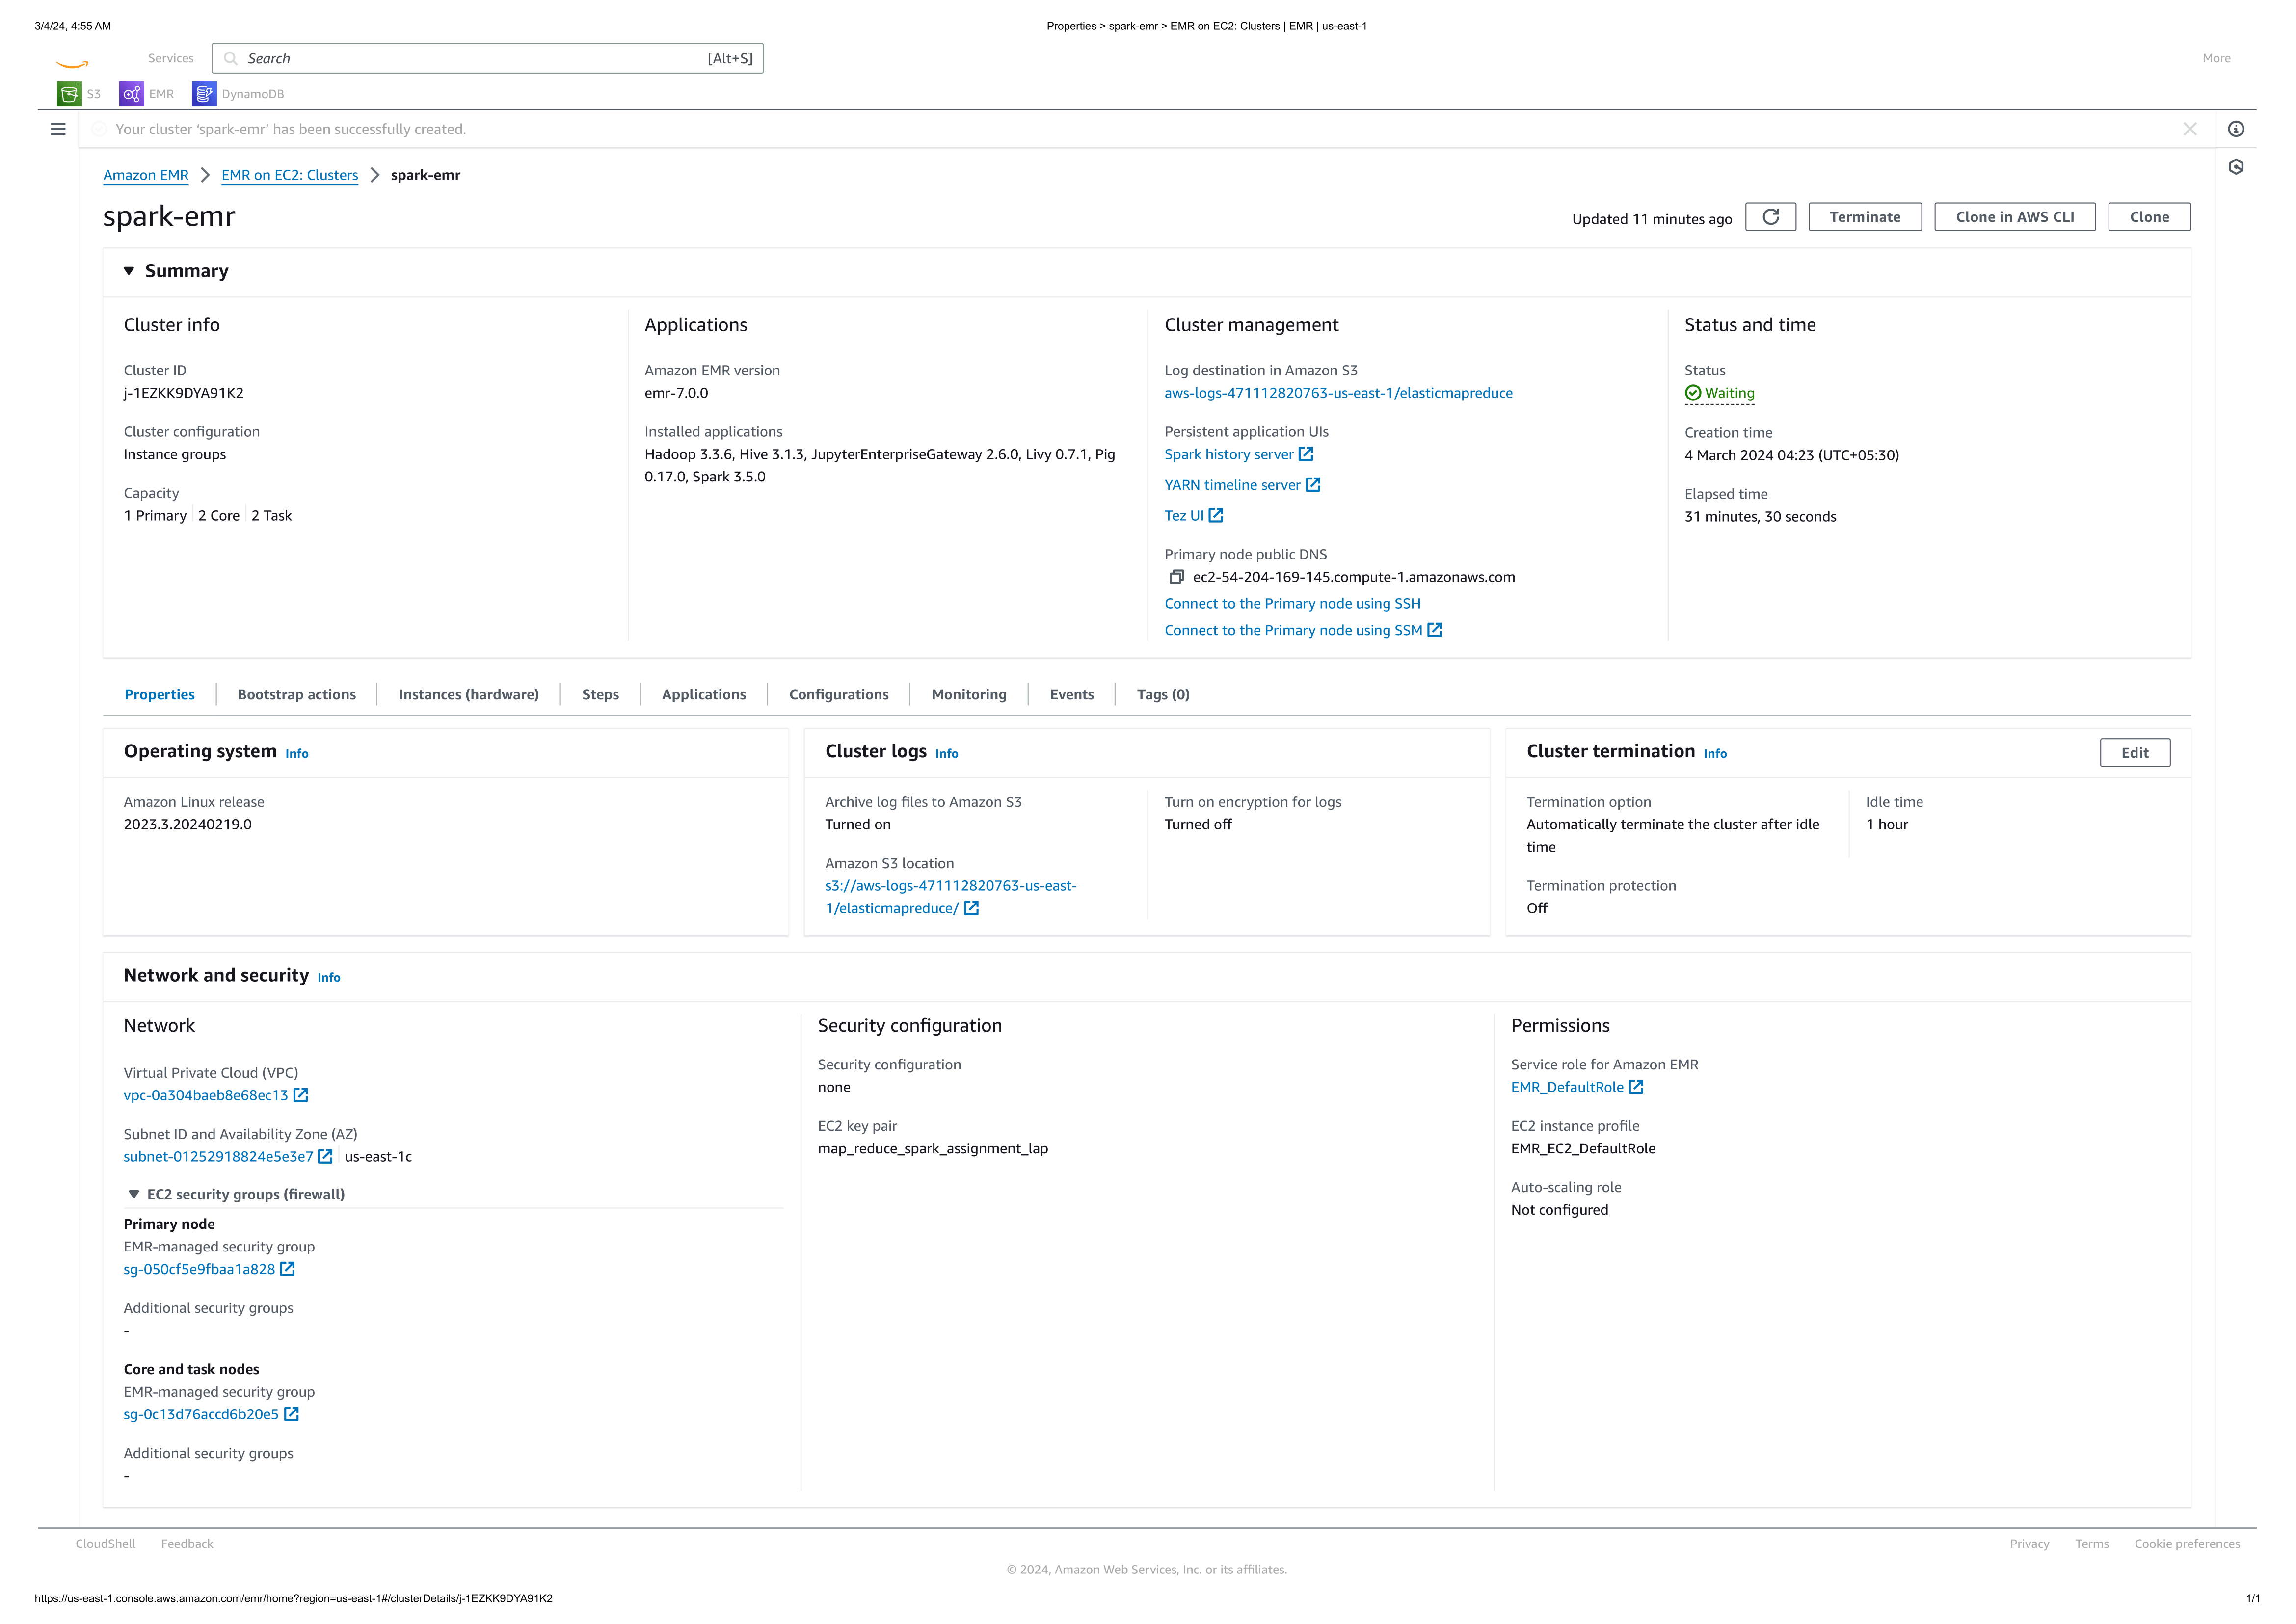 3/4/24, 4:55 AM
Properties > spark-emr > EMR on EC2: Clusters | EMR | us-east-1
Services
Search
[Alt+S]
More
S3
EMR
DynamoDB
Your cluster 'spark-emr' has been successfully created.
Amazon EMR > EMR on EC2: Clusters > spark-emr
spark-emr
Updated 11 minutes ago
Terminate
Clone in AWS CLI
Clone
Summary
Cluster info
Cluster ID
j-1EZKK9DYA91K2
Cluster configuration
Instance groups
Capacity
1 Primary | 2 Core | 2 Task
Applications
Amazon EMR version
emr-7.0.0
Installed applications
Hadoop 3.3.6, Hive 3.1.3, JupyterEnterpriseGateway 2.6.0, Livy 0.7.1, Pig
0.17.0, Spark 3.5.0
Cluster management
Log destination in Amazon S3
aws-logs-471112820763-us-east-1/elasticmapreduce
Persistent application UIs
Spark history server
YARN timeline server
Tez UI
Primary node public DNS
ec2-54-204-169-145.compute-1.amazonaws.com
Connect to the Primary node using SSH
Connect to the Primary node using SSM
Status and time
Status
Waiting
Creation time
4 March 2024 04:23 (UTC+05:30)
Elapsed time
31 minutes, 30 seconds
Properties
Bootstrap actions
Instances (hardware)
Steps
Applications
Configurations
Monitoring
Events
Tags (0)
Operating system Info
Amazon Linux release
2023.3.20240219.0
Cluster logs Info
Archive log files to Amazon S3
Turned on
Amazon S3 location
s3://aws-logs-471112820763-us-east-
1/elasticmapreduce/
Turn on encryption for logs
Turned off
Cluster termination Info
Edit
Termination option
Automatically terminate the cluster after idle
time
Termination protection
Off
Idle time
1 hour
Network and security Info
Network
Virtual Private Cloud (VPC)
vpc-0a304baeb8e68ec13
Subnet ID and Availability Zone (AZ)
subnet-01252918824e5e3e7 | us-east-1c
EC2 security groups (firewall)
Primary node
EMR-managed security group
sg-050cf5e9fbaa1a828
Additional security groups
-
Core and task nodes
EMR-managed security group
sg-0c13d76accd6b20e5
Additional security groups
-
Security configuration
Security configuration
none
EC2 key pair
map_reduce_spark_assignment_lap
Permissions
Service role for Amazon EMR
EMR_DefaultRole
EC2 instance profile
EMR_EC2_DefaultRole
Auto-scaling role
Not configured
CloudShell
Feedback
Privacy
Terms
Cookie preferences
© 2024, Amazon Web Services, Inc. or its affiliates.
https://us-east-1.console.aws.amazon.com/emr/home?region=us-east-1#/clusterDetails/j-1EZKK9DYA91K2
1/1